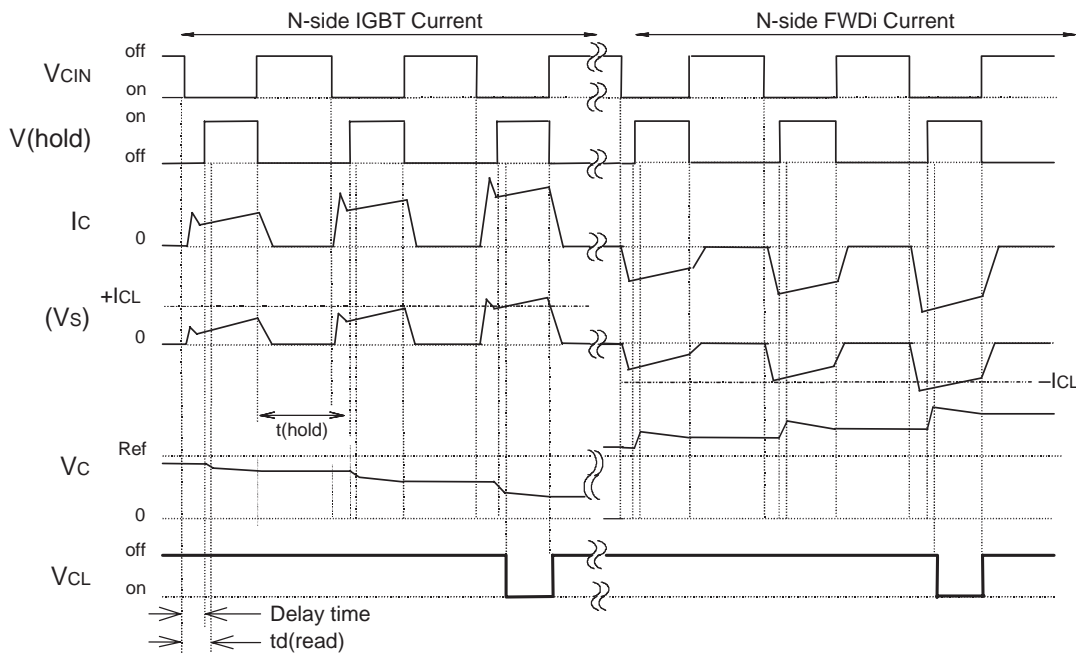 N-side IGBT Current
N-side FWDi Current
off
VCIN
on
on
V(hold)
off
IC
0
+ICL
(VS)
0
–ICL
t(hold)
Ref
VC
0
off
VCL
on
Delay time
td(read)